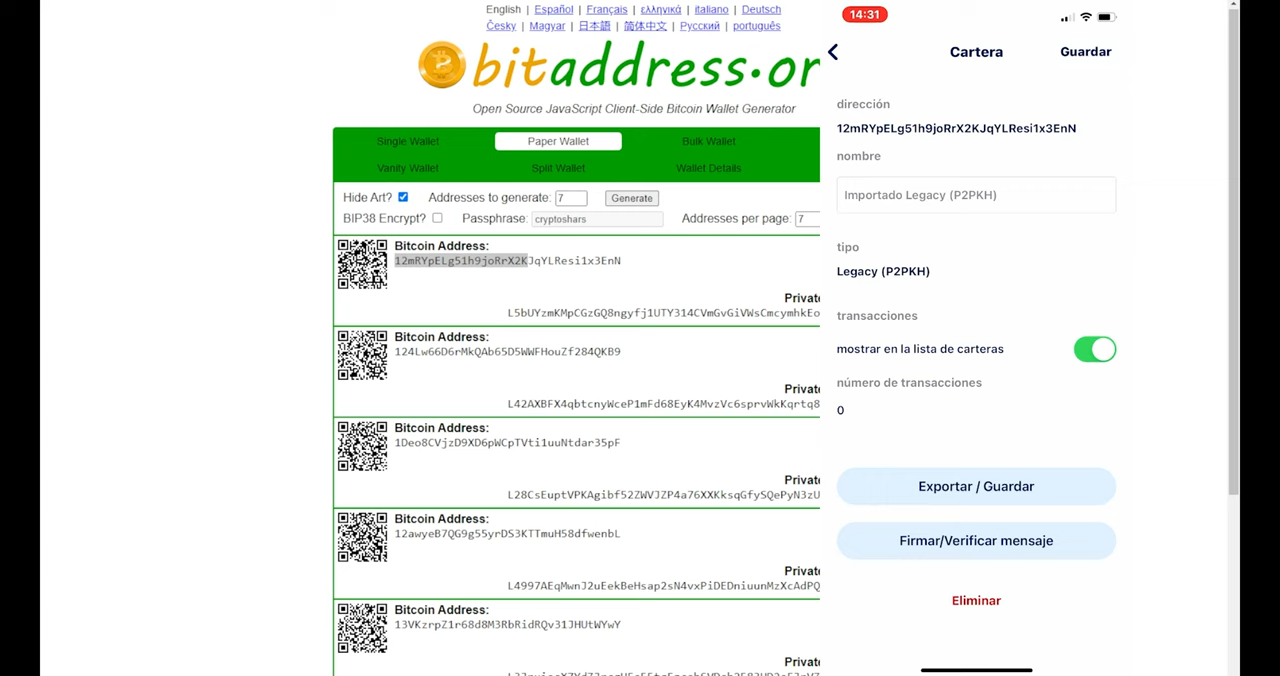 English | Español | Français | ελληνικά | italiano | Deutsch
Česky | Magyar | 日本語 | 简体中文 | Русский | português
bitaddress.or
Open Source JavaScript Client-Side Bitcoin Wallet Generator
Single Wallet Paper Wallet Bulk Wallet
Vanity Wallet Split Wallet Wallet Details
Hide Art? Addresses to generate: 7 Generate
BIP38 Encrypt? Passphrase: cryptoshars Addresses per page: 7
Bitcoin Address:
12mRYpELg51h9joRrX2KJqYLResi1x3EnN
Privat
L5bUYzmKMpCGzGQ8ngyfj1UTY314CVmGvGiVWsCmcymhkEo
Bitcoin Address:
124Lw66D6rMkQAb65D5WWFHouZf284QKB9
Privat
L42AXBFX4qbtcnyWceP1mFd68EyK4MvzVc6sprvWkKqrtq8
Bitcoin Address:
1Deo8CVjzD9XD6pWCpTVti1uuNtdar35pF
Privat
L28CsEuptVPKAgibf52ZWVJZP4a76XXKksqGfySQePyN3zU
Bitcoin Address:
12awyeB7QG9g55yrDS3KTTmuH58dfwenbL
Privat
L4997AEqMwnJ2uEekBeHsap2sN4vxPiDEDniuunMzXcAdPQ
Bitcoin Address:
13VKzrpZ1r68d8M3RbRidRQv31JHUtWYwY
Privat
14:31
Cartera Guardar
dirección
12mRYpELg51h9joRrX2KJqYLResi1x3EnN
nombre
Importado Legacy (P2PKH)
tipo
Legacy (P2PKH)
transacciones
mostrar en la lista de carteras
número de transacciones
0
Exportar / Guardar
Firmar/Verificar mensaje
Eliminar